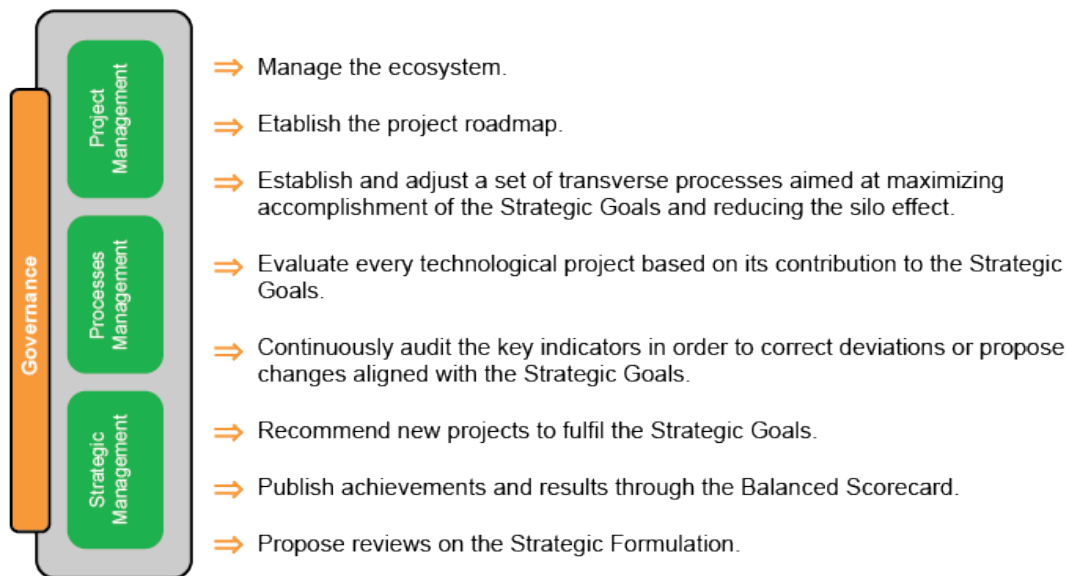 Governance
Project
Management
Processes
Management
Strategic
Management
Manage the ecosystem.
Etablish the project roadmap.
Establish and adjust a set of transverse processes aimed at maximizing
accomplishment of the Strategic Goals and reducing the silo effect.
Evaluate every technological project based on its contribution to the Strategic
Goals.
Continuously audit the key indicators in order to correct deviations or propose
changes aligned with the Strategic Goals.
Recommend new projects to fulfil the Strategic Goals.
Publish achievements and results through the Balanced Scorecard.
Propose reviews on the Strategic Formulation.